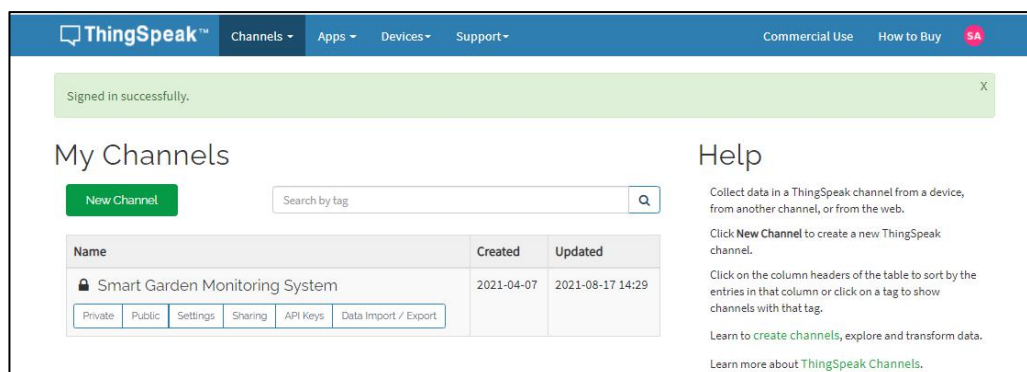 ThingSpeak™ Channels Apps Devices Support Commercial Use How to Buy SA
Signed in successfully. X
My Channels
New Channel Search by tag
Name Created Updated
Smart Garden Monitoring System 2021-04-07 2021-08-17 14:29
Private Public Settings Sharing API Keys Data Import / Export
Help
Collect data in a ThingSpeak channel from a device,
from another channel, or from the web.
Click New Channel to create a new ThingSpeak
channel.
Click on the column headers of the table to sort by the
entries in that column or click on a tag to show
channels with that tag.
Learn to create channels, explore and transform data.
Learn more about ThingSpeak Channels.